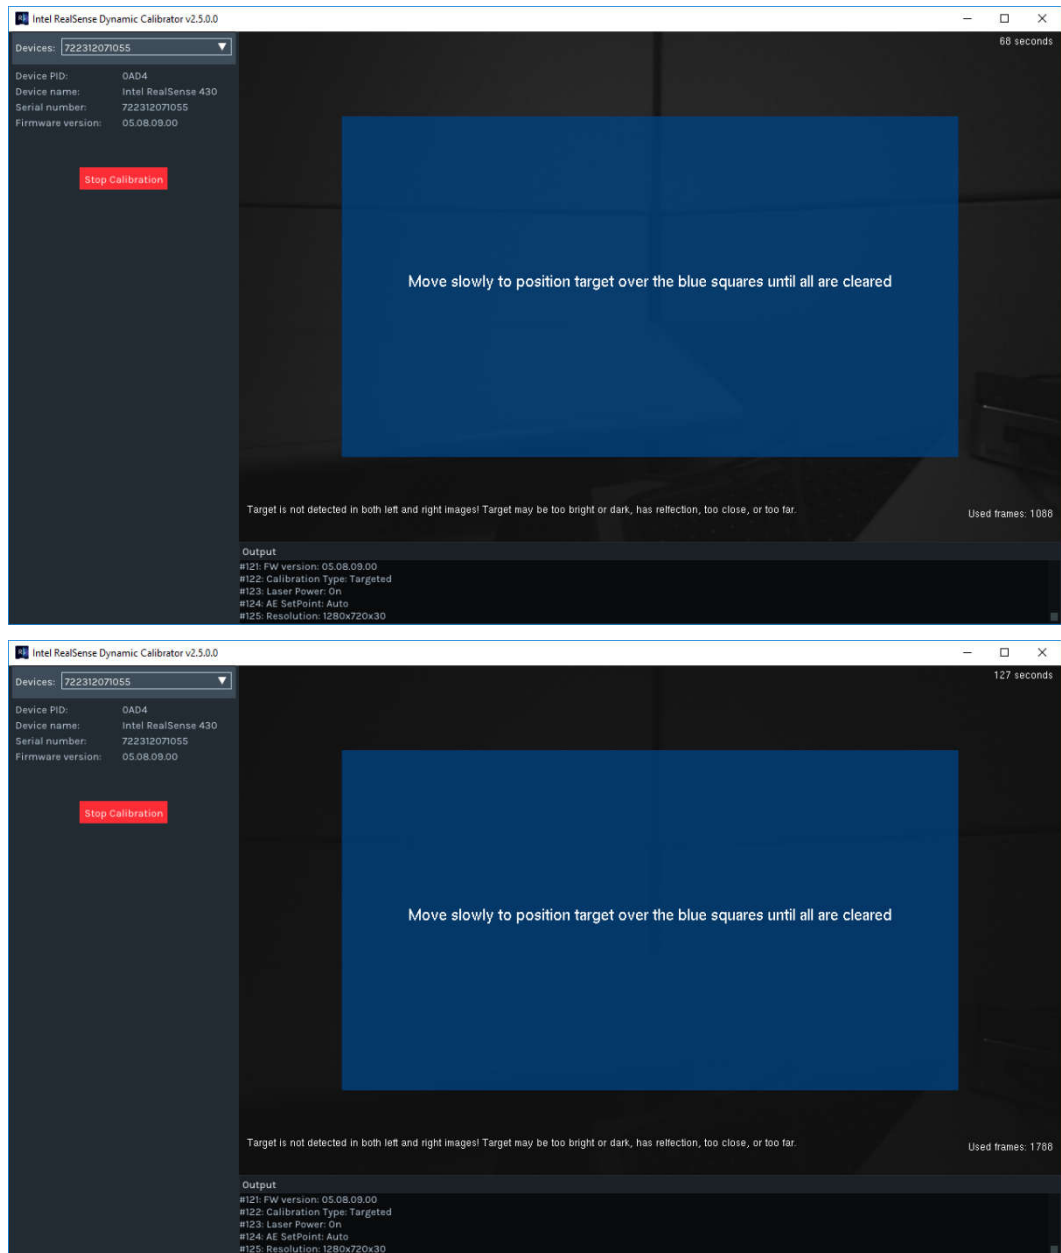 Intel RealSense Dynamic Calibrator v2.5.0.0
Devices: 722312071055
68 seconds
Device PID: 0AD4
Device name: Intel RealSense 430
Serial number: 722312071055
Firmware version: 05.08.09.00
Stop Calibration
Move slowly to position target over the blue squares until all are cleared
Target is not detected in both left and right images! Target may be too bright or dark, has relfection, too close, or too far.
Used frames: 1088
Output
#121: FW version: 05.08.09.00
#122: Calibration Type: Targeted
#123: Laser Power: On
#124: AE SetPoint: Auto
#125: Resolution: 1280x720x30
Intel RealSense Dynamic Calibrator v2.5.0.0
Devices: 722312071055
127 seconds
Device PID: 0AD4
Device name: Intel RealSense 430
Serial number: 722312071055
Firmware version: 05.08.09.00
Stop Calibration
Move slowly to position target over the blue squares until all are cleared
Target is not detected in both left and right images! Target may be too bright or dark, has relfection, too close, or too far.
Used frames: 1788
Output
#121: FW version: 05.08.09.00
#122: Calibration Type: Targeted
#123: Laser Power: On
#124: AE SetPoint: Auto
#125: Resolution: 1280x720x30